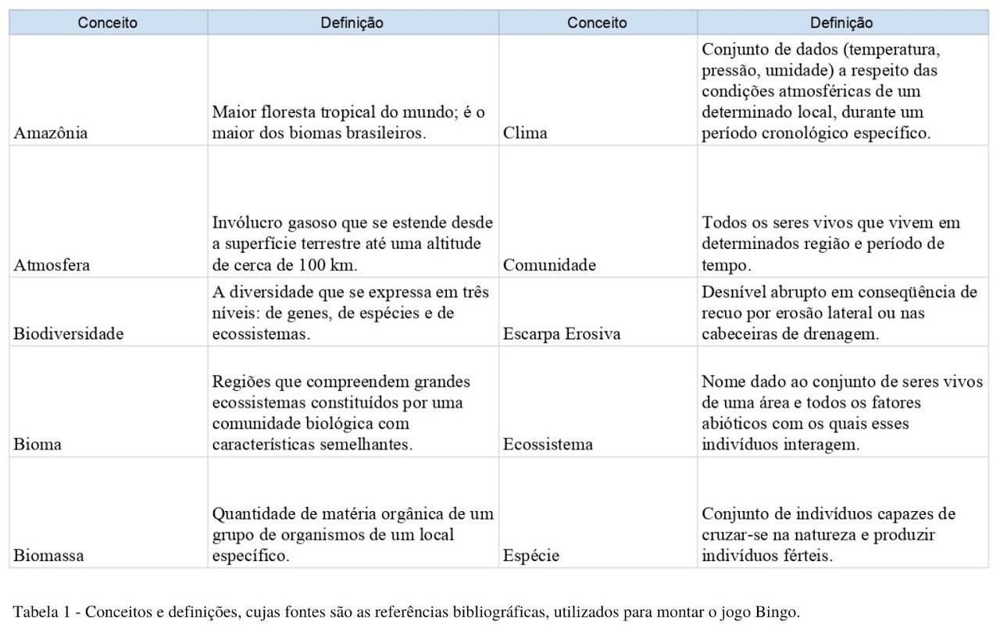 Conceito
Definição
Conceito
Definição
Amazônia
Maior floresta tropical do mundo; é o
maior dos biomas brasileiros.
Clima
Conjunto de dados (temperatura,
pressão, umidade) a respeito das
condições atmosféricas de um
determinado local, durante um
período cronológico específico.
Atmosfera
Invólucro gasoso que se estende desde
a superfície terrestre até uma altitude
de cerca de 100 km.
Comunidade
Todos os seres vivos que vivem em
determinados região e período de
tempo.
Biodiversidade
A diversidade que se expressa em três
níveis: de genes, de espécies e de
ecossistemas.
Escarpa Erosiva
Desnível abrupto em conseqüência de
recuo por erosão lateral ou nas
cabeceiras de drenagem.
Bioma
Regiões que compreendem grandes
ecossistemas constituídos por uma
comunidade biológica com
características semelhantes.
Ecossistema
Nome dado ao conjunto de seres vivos
de uma área e todos os fatores
abióticos com os quais esses
indivíduos interagem.
Biomassa
Quantidade de matéria orgânica de um
grupo de organismos de um local
específico.
Espécie
Conjunto de indivíduos capazes de
cruzar-se na natureza e produzir
indivíduos férteis.
Tabela 1 - Conceitos e definições, cujas fontes são as referências bibliográficas, utilizados para montar o jogo Bingo.